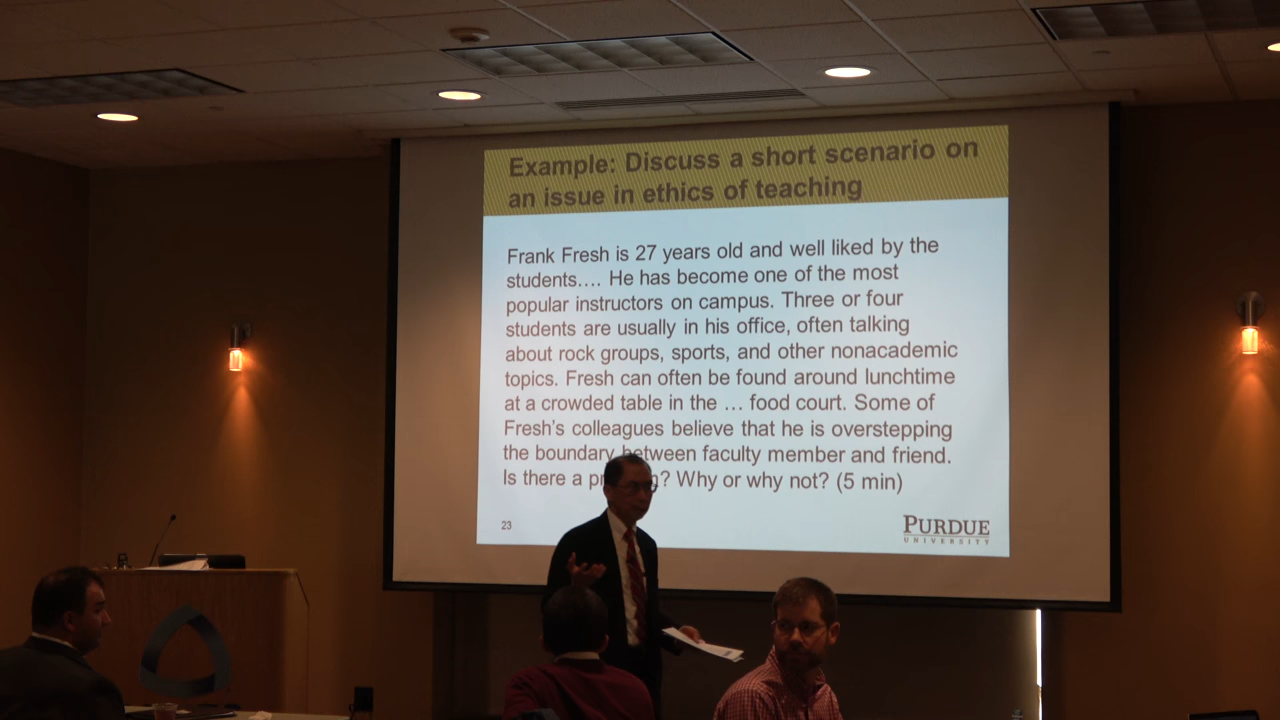 Example: Discuss a short scenario on
an issue in ethics of teaching
Frank Fresh is 27 years old and well liked by the
students.... He has become one of the most
popular instructors on campus. Three or four
students are usually in his office, often talking
about rock groups, sports, and other nonacademic
topics. Fresh can often be found around lunchtime
at a crowded table in the ... food court. Some of
Fresh's colleagues believe that he is overstepping
the boundary between faculty member and friend.
Is there a ? Why or why not? (5 min)
23
PURDUE
UNIVERSITY